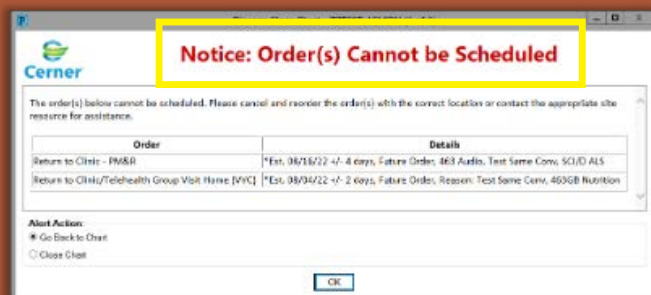 Cerner
Notice: Order(s) Cannot be Scheduled
The order(s) below cannot be scheduled. Please cancel and reorder the order(s) with the correct location or contact the appropriate site
resource for assistance.
Order Details
Return to Clinic - PM&R *Est. 08/16/22 +/- 4 days, Future Order, 463 Audio, Test Same Conv, SCI/D ALS
Return to Clinic/Telehealth Group Visit Home (VVC) *Est. 08/04/22 +/- 2 days, Future Order, Reason: Test Same Conv, 463GB Nutrition
Alert Action:
Go Back to Chart
Close Chart
OK